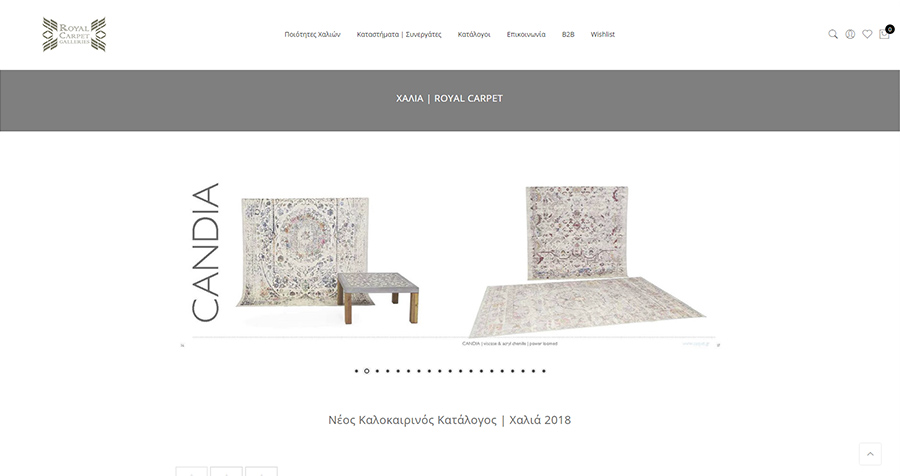 ROYAL
CARPET
GALLERIES
Ποιότητες Χαλιών
Καταστήματα | Συνεργάτες
Κατάλογοι
Επικοινωνία
B2B
Wishlist
0
ΧΑΛΙΑ | ROYAL CARPET
CANDIA
CANDIA | viscose & acryl chenille | power loomed
Νέος Καλοκαιρινός Κατάλογος | Χαλιά 2018